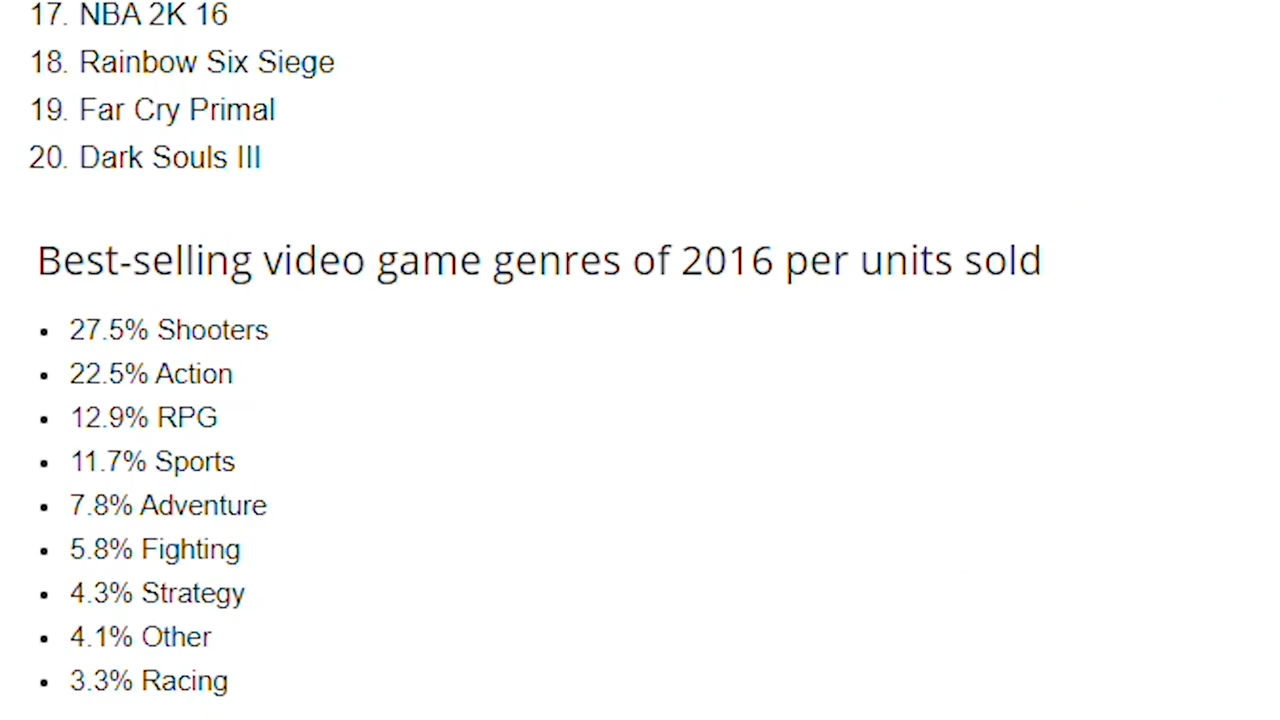 17. NBA 2K 16
18. Rainbow Six Siege
19. Far Cry Primal
20. Dark Souls III
Best-selling video game genres of 2016 per units sold
• 27.5% Shooters
• 22.5% Action
• 12.9% RPG
• 11.7% Sports
• 7.8% Adventure
• 5.8% Fighting
• 4.3% Strategy
• 4.1% Other
• 3.3% Racing